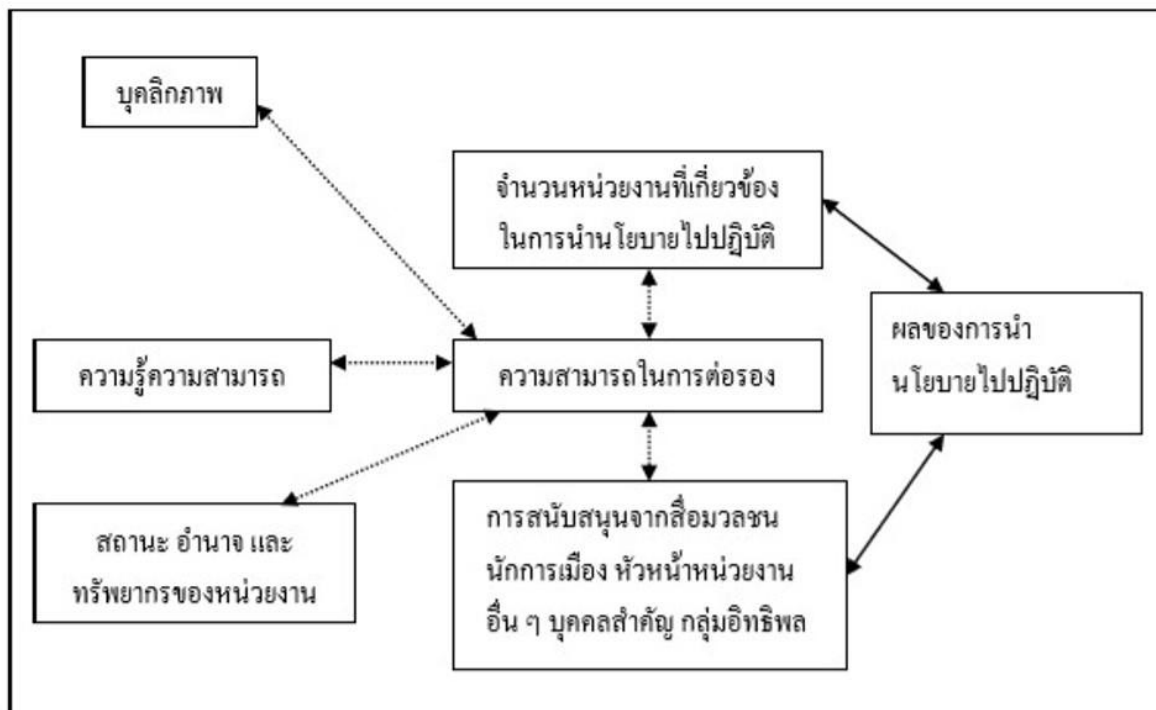 บุคลิกภาพ
จำนวนหน่วยงานที่เกี่ยวข้อง
ในการนำนโยบายไปปฏิบัติ
ผลของการนำ
นโยบายไปปฏิบัติ
ความรู้ความสามารถ
ความสามารถในการต่อรอง
สถานะ อำนาจ และ
ทรัพยากรของหน่วยงาน
การสนับสนุนจากสื่อมวลชน
นักการเมือง หัวหน้าหน่วยงาน
อื่น ๆ บุคคลสำคัญ กลุ่มอิทธิพล